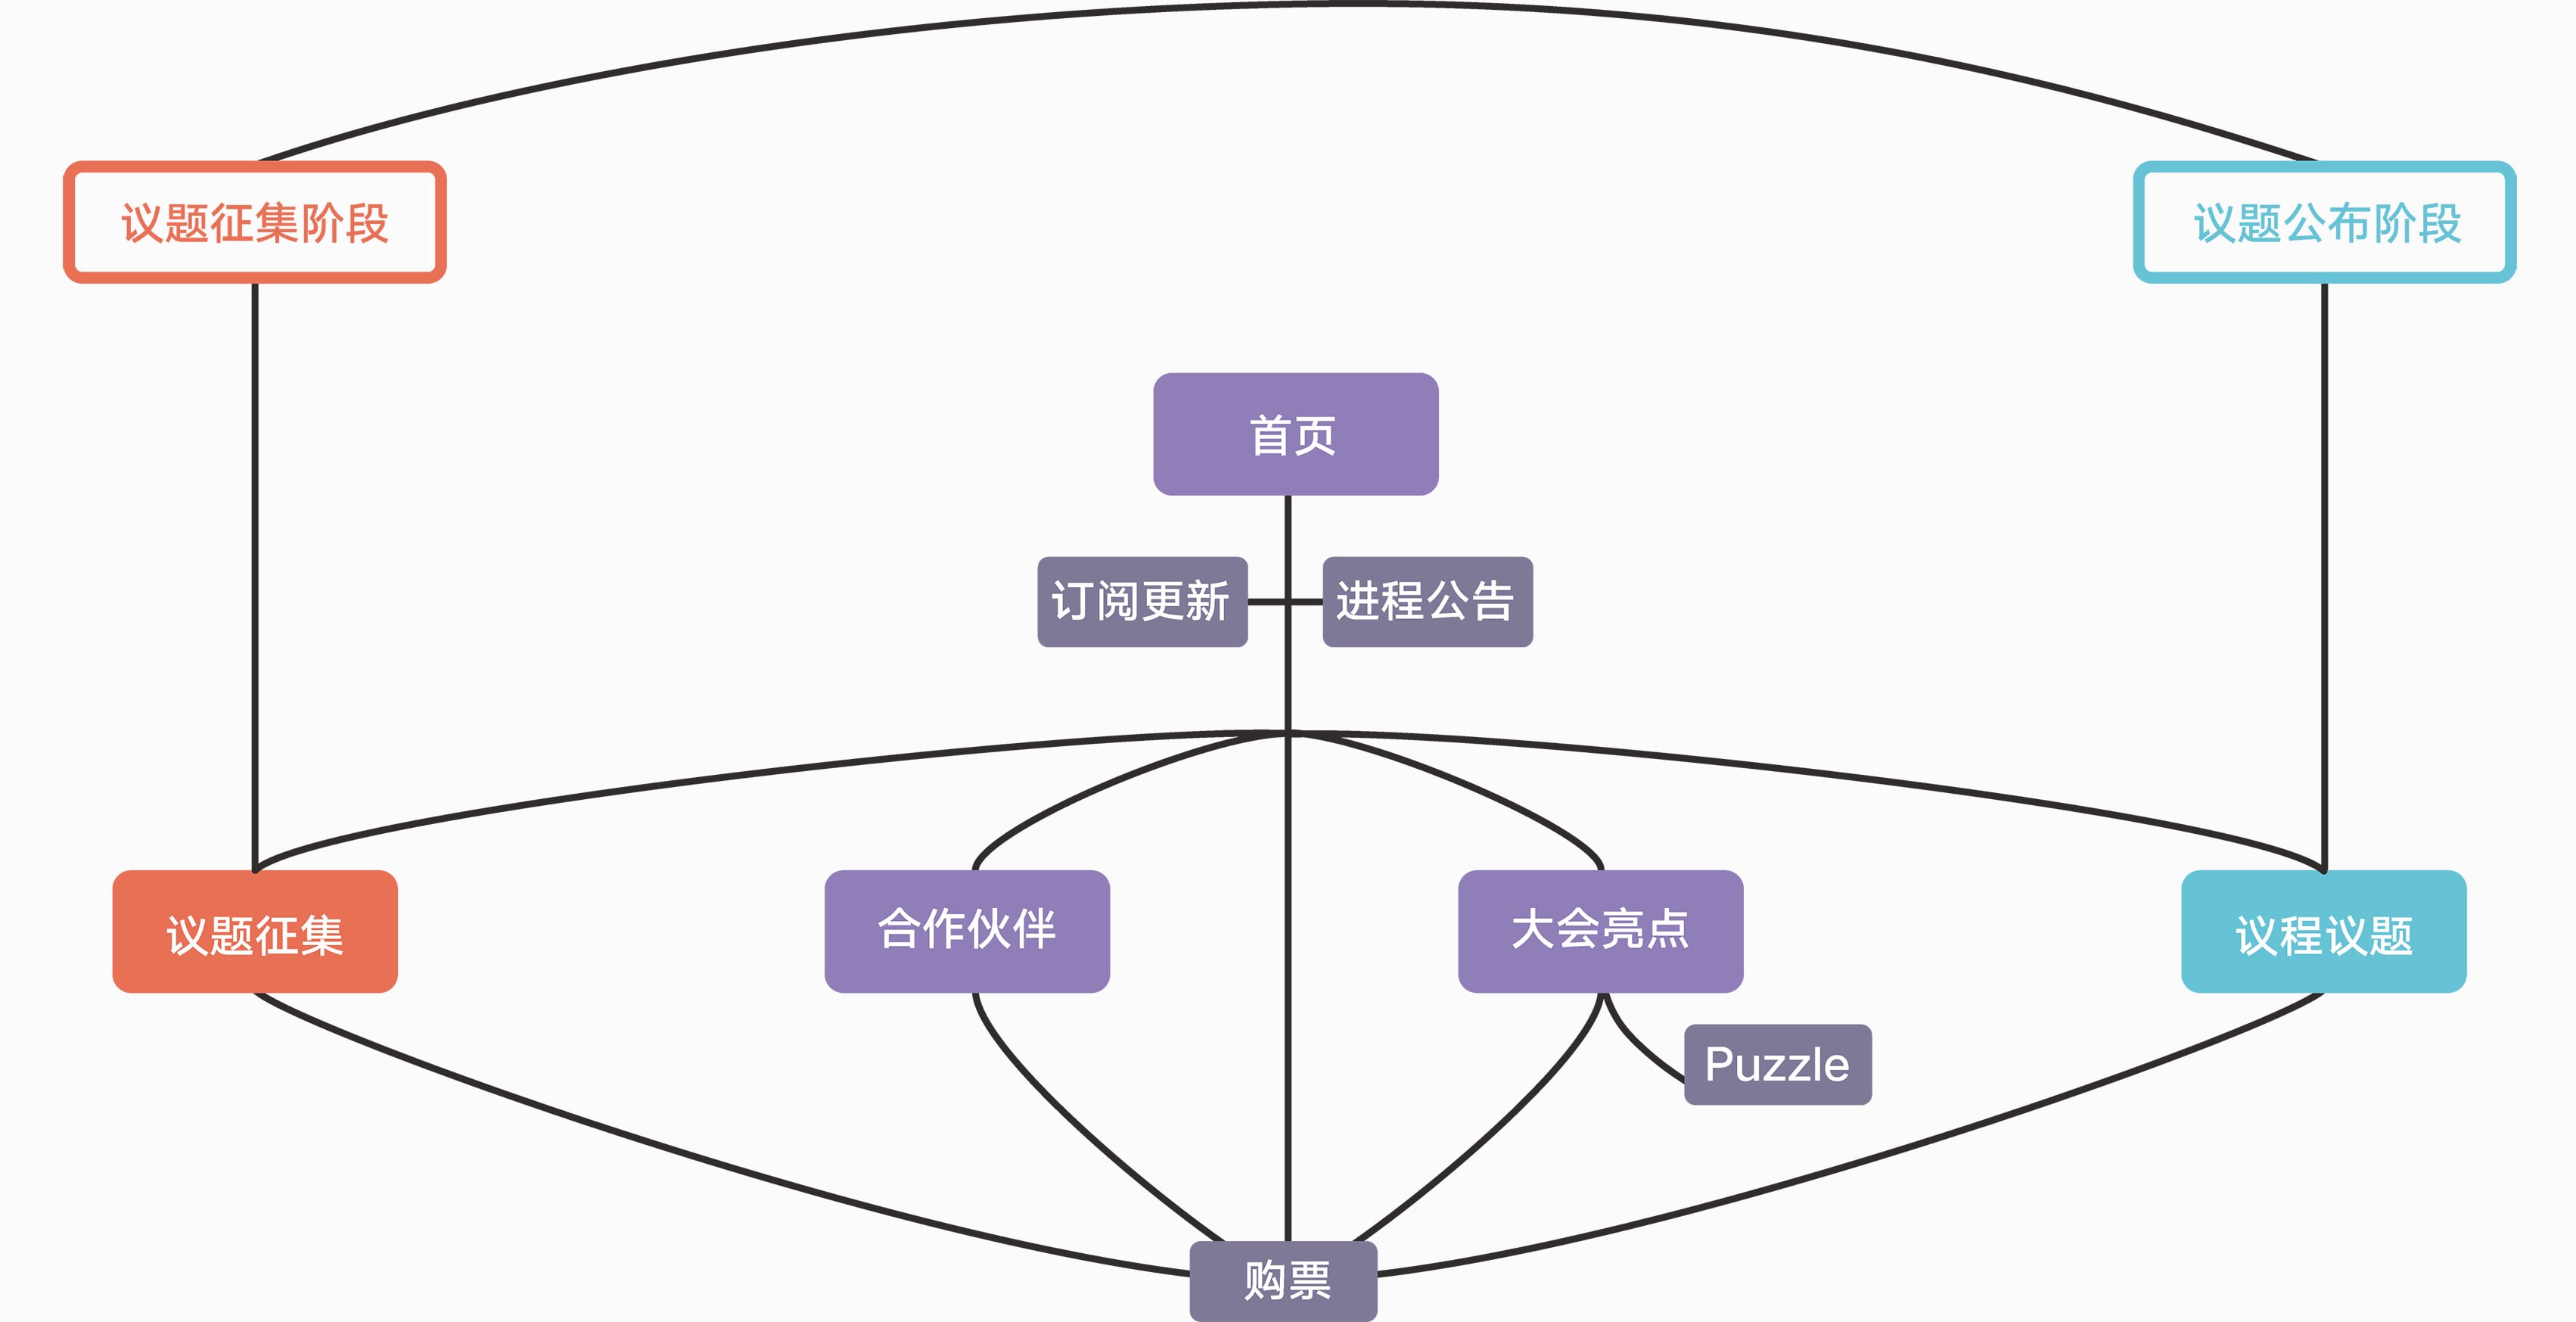 议题征集阶段
议题公布阶段
首页
订阅更新
进程公告
议题征集
合作伙伴
大会亮点
议程议题
Puzzle
购票